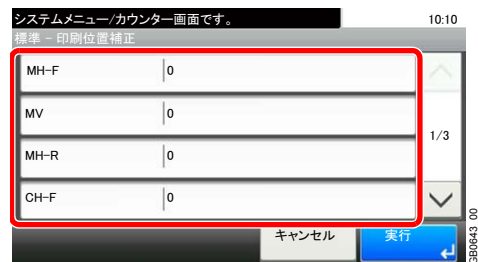 システムメニュー/カウンター画面です。 10:10
標準 - 印刷位置補正
MH-F 0
MV 0
1/3
MH-R 0
CH-F 0
キャンセル 実行
GB0643_00